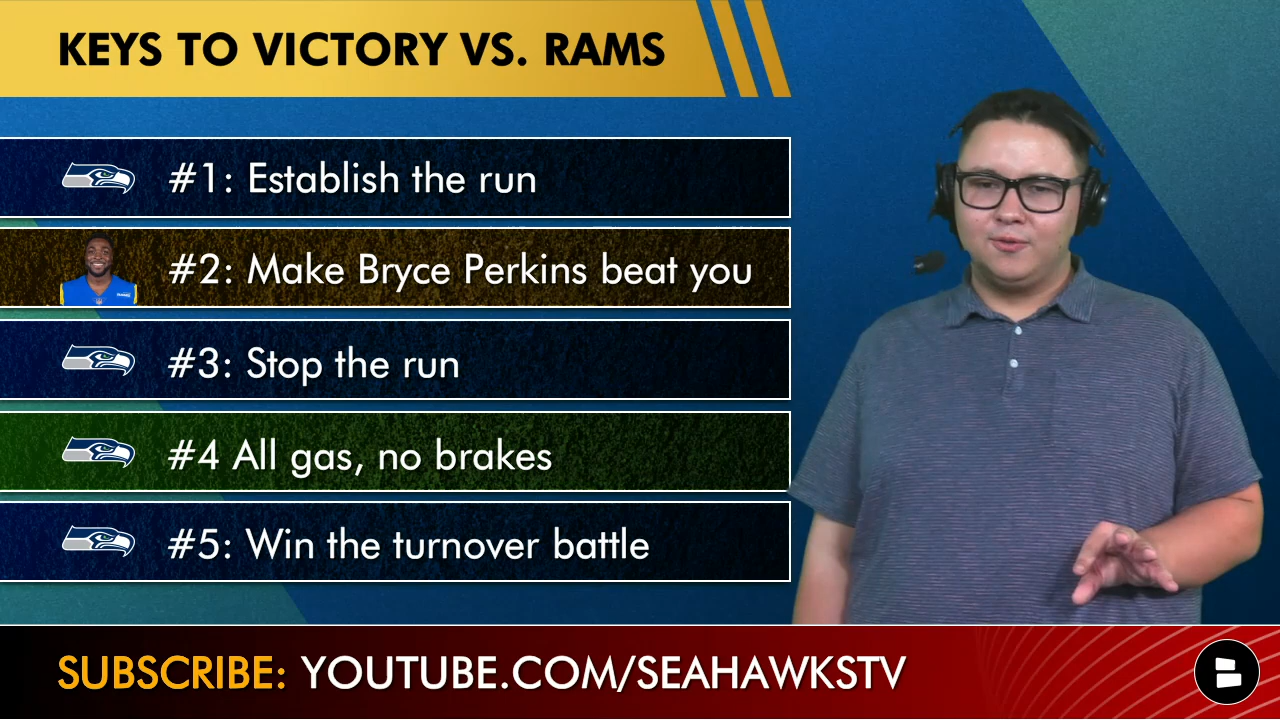 KEYS TO VICTORY VS. RAMS
#1: Establish the run
#2: Make Bryce Perkins beat you
#3: Stop the run
#4 All gas, no brakes
#5: Win the turnover battle
SUBSCRIBE: YOUTUBE.COM/SEAHAWKSTV